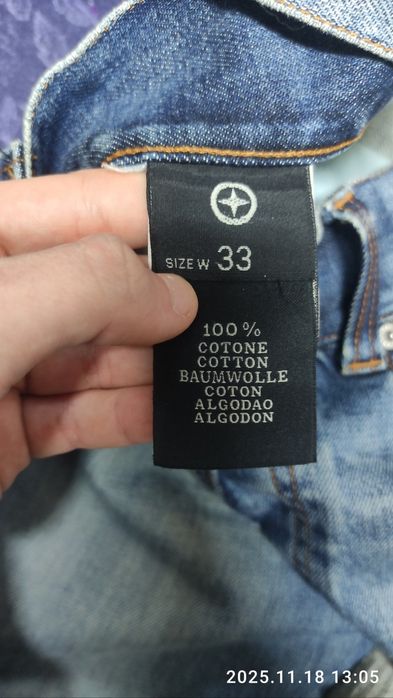 SIZE W 33
100 %
COTONE
COTTON
BAUMWOLLE
COTON
ALGODAO
ALGODON
2025.11.18 13:05